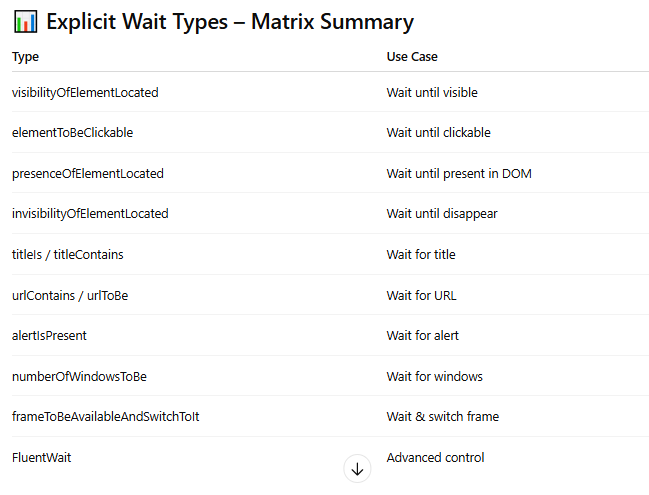 📊 Explicit Wait Types – Matrix Summary
Type Use Case
visibilityOfElementLocated Wait until visible
elementToBeClickable Wait until clickable
presenceOfElementLocated Wait until present in DOM
invisibilityOfElementLocated Wait until disappear
titleIs / titleContains Wait for title
urlContains / urlToBe Wait for URL
alertIsPresent Wait for alert
numberOfWindowsToBe Wait for windows
frameToBeAvailableAndSwitchToIt Wait & switch frame
FluentWait Advanced control